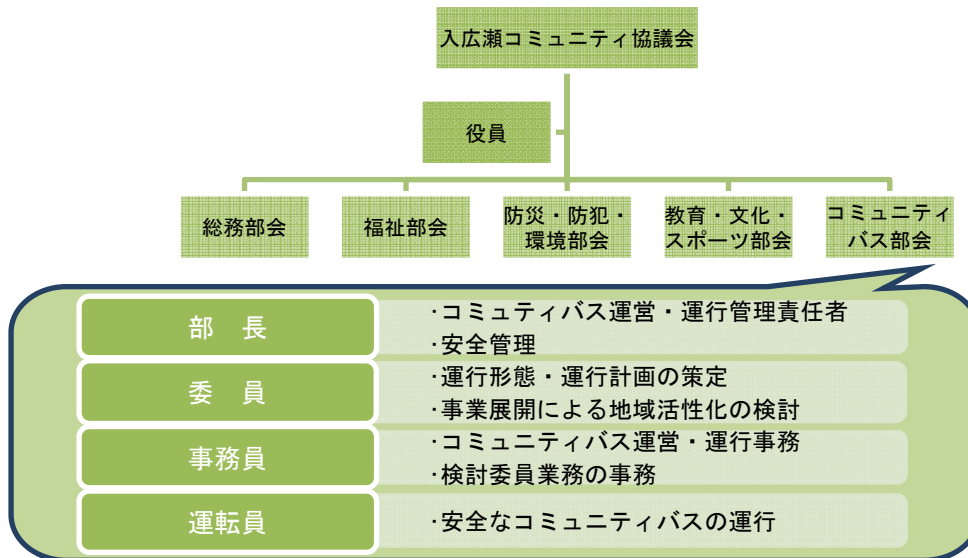 入広瀬コミュニティ協議会
役員
総務部会
福祉部会
防災・防犯・
環境部会
教育・文化・
スポーツ部会
コミュニティ
バス部会
部　長
・コミュティバス運営・運行管理責任者
・安全管理
委　員
・運行形態・運行計画の策定
・事業展開による地域活性化の検討
事務員
・コミュニティバス運営・運行事務
・検討委員業務の事務
運転員
・安全なコミュニティバスの運行